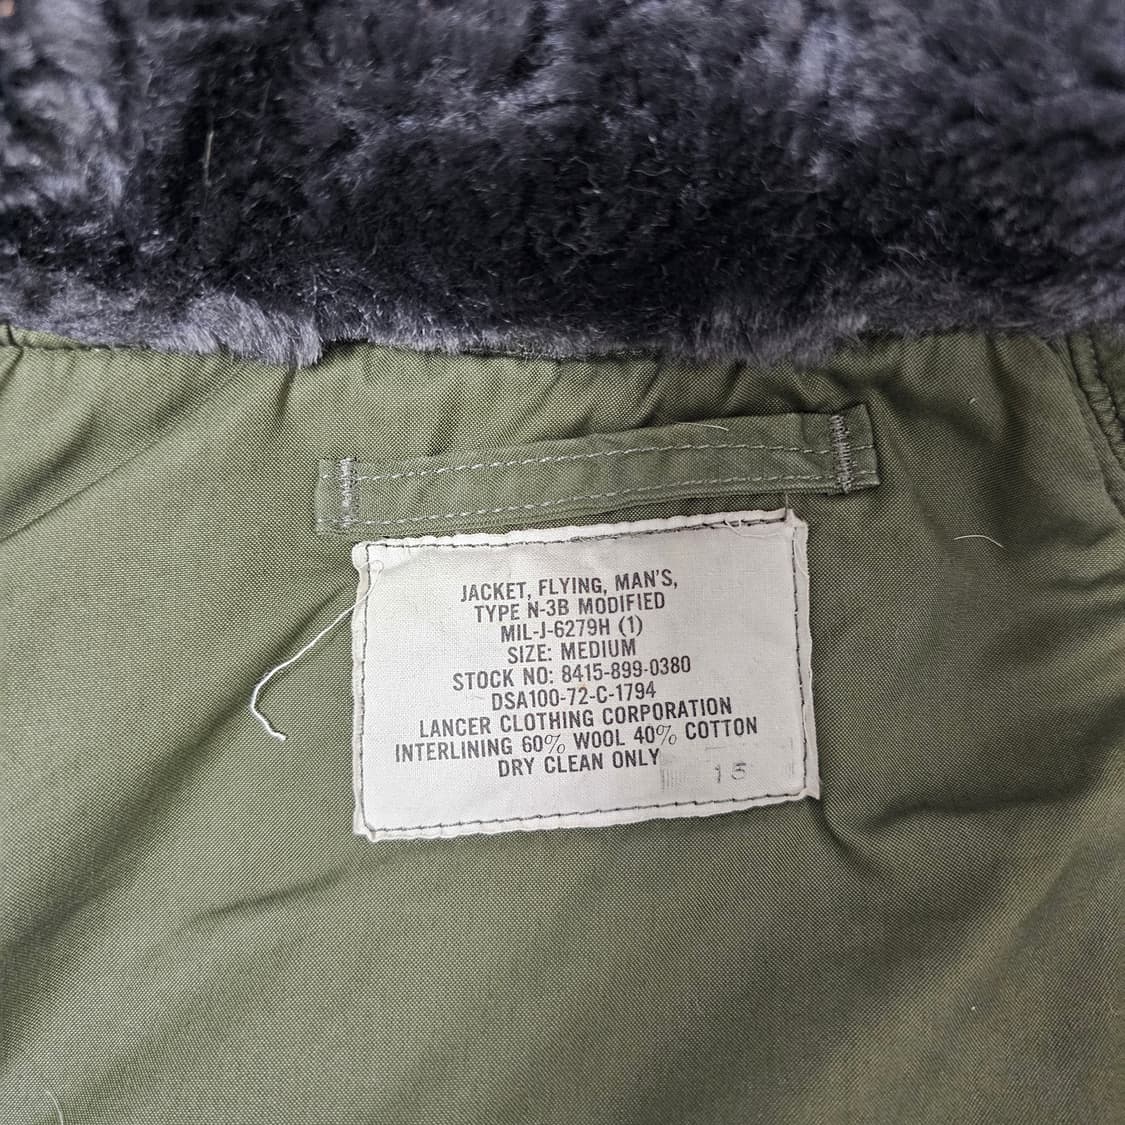 JACKET, FLYING, MAN'S,
TYPE N-3B MODIFIED
MIL-J-6279H (1)
SIZE: MEDIUM
STOCK NO: 8415-899-0380
DSA100-72-C-1794
LANCER CLOTHING CORPORATION
INTERLINING 60% WOOL 40% COTTON
DRY CLEAN ONLY
15